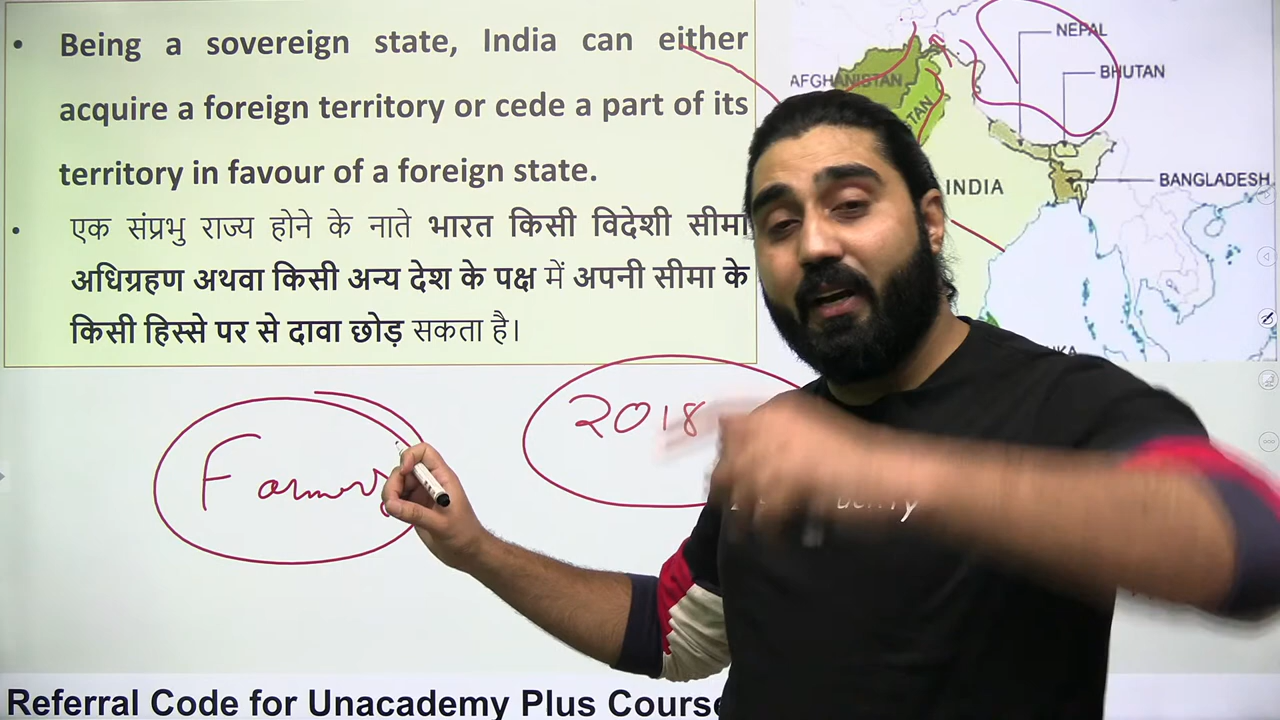 Being a sovereign state, India can either
acquire a foreign territory or cede a part of its
territory in favour of a foreign state.
एक संप्रभु राज्य होने के नाते भारत किसी विदेशी सीमा
अधिग्रहण अथवा किसी अन्य देश के पक्ष में अपनी सीमा के
किसी हिस्से पर से दावा छोड़ सकता है।
NEPAL
AFGHANISTAN
BHUTAN
INDIA
BANGLADESH
2018
Referral Code for Unacademy Plus Course